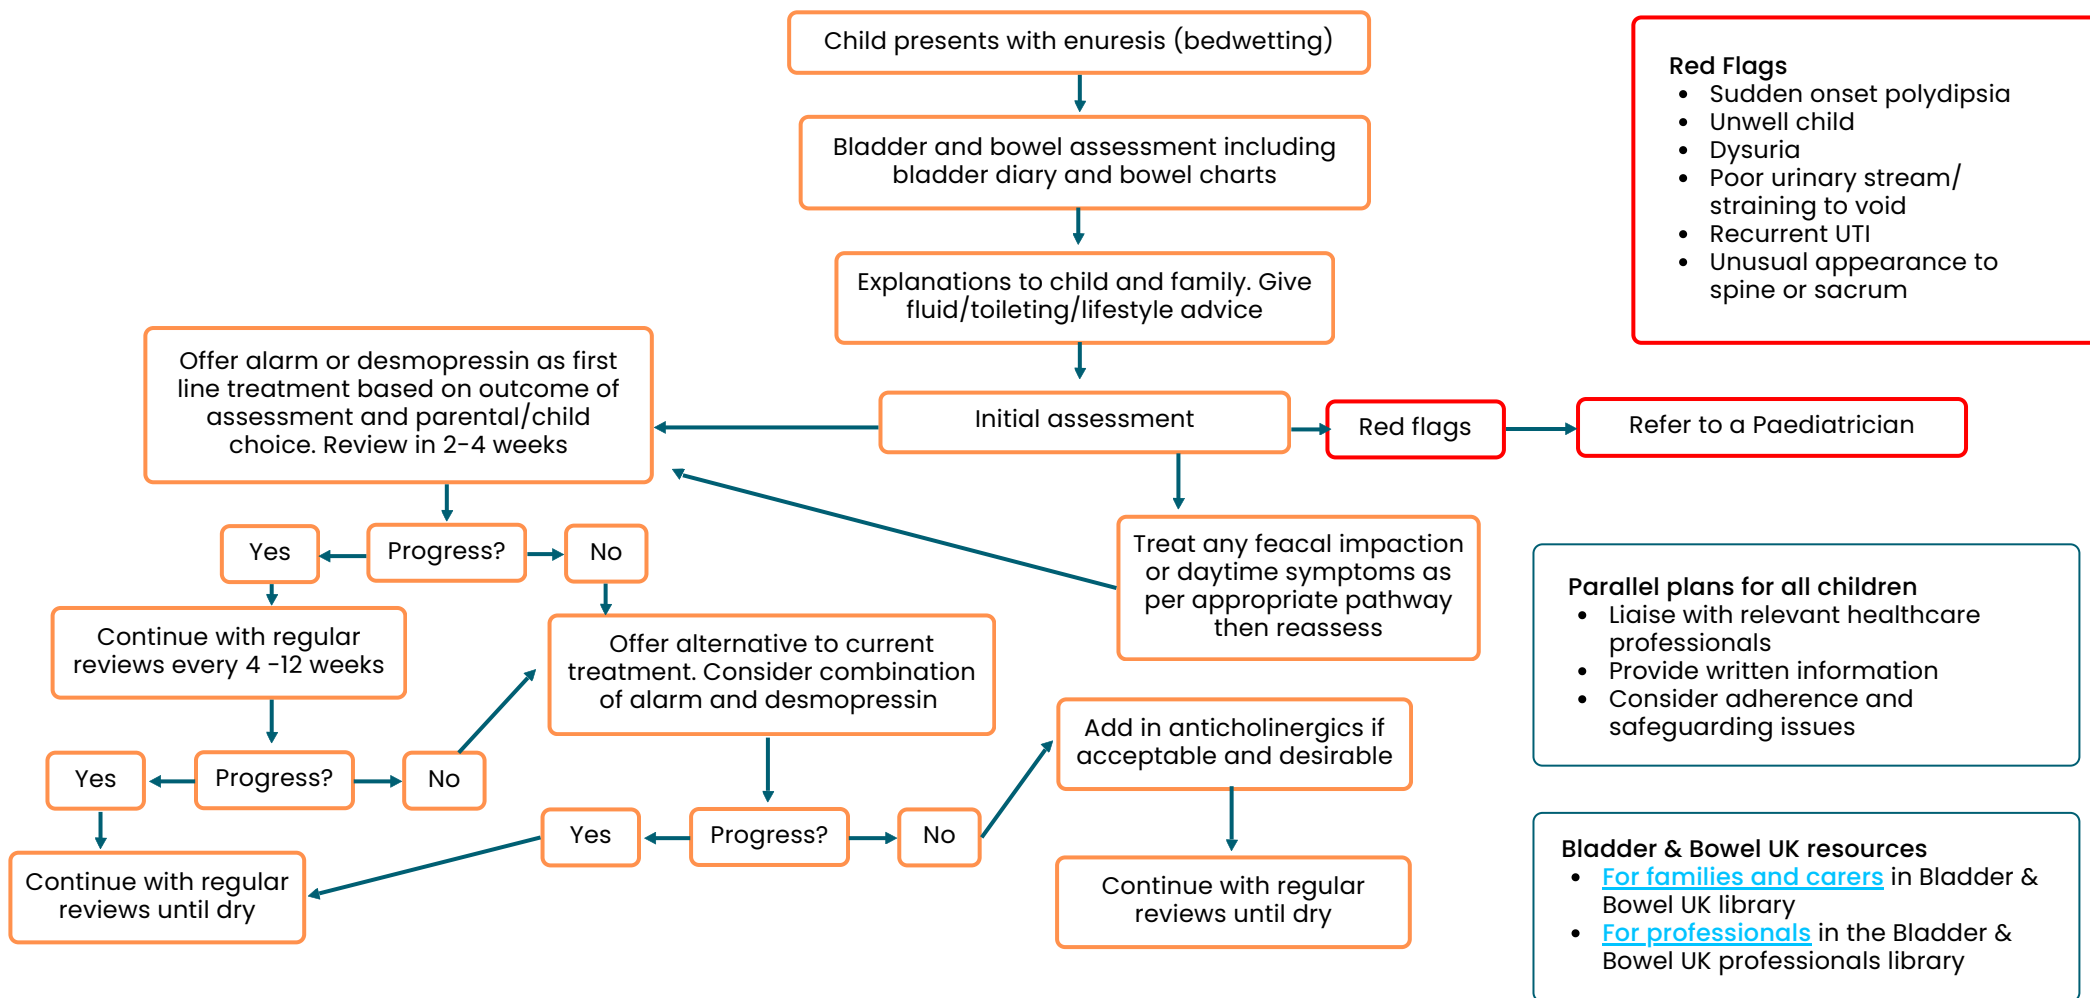 Child presents with enuresis (bedwetting)
Bladder and bowel assessment including
bladder diary and bowel charts
Explanations to child and family. Give
fluid/toileting/lifestyle advice
Initial assessment
Red flags
Refer to a Paediatrician
Offer alarm or desmopressin as first
line treatment based on outcome of
assessment and parental/child
choice. Review in 2-4 weeks
Treat any feacal impaction
or daytime symptoms as
per appropriate pathway
then reassess
Yes
Progress?
No
Continue with regular
reviews every 4 -12 weeks
Offer alternative to current
treatment. Consider combination
of alarm and desmopressin
Yes
Progress?
No
Add in anticholinergics if
acceptable and desirable
Yes
Progress?
No
Continue with regular
reviews until dry
Continue with regular
reviews until dry
Red Flags
• Sudden onset polydipsia
• Unwell child
• Dysuria
• Poor urinary stream/
straining to void
• Recurrent UTI
• Unusual appearance to
spine or sacrum
Parallel plans for all children
• Liaise with relevant healthcare
professionals
• Provide written information
• Consider adherence and
safeguarding issues
Bladder & Bowel UK resources
• For families and carers in Bladder &
Bowel UK library
• For professionals in the Bladder &
Bowel UK professionals library